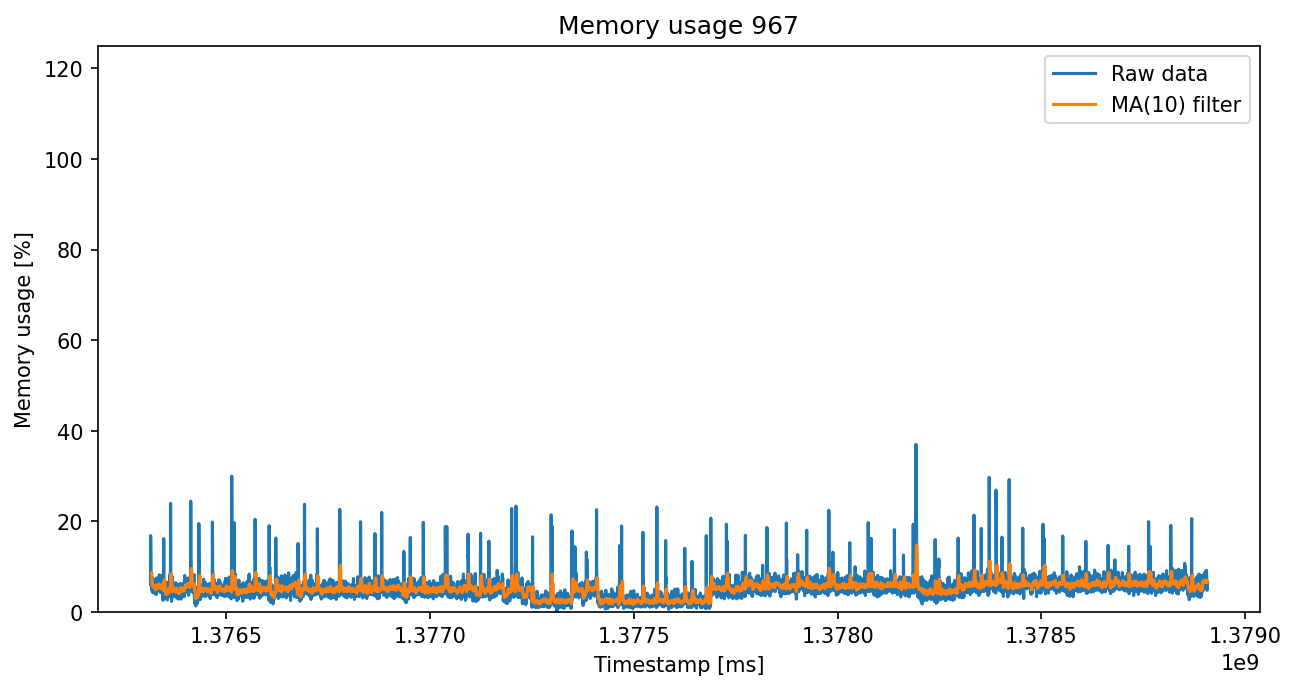 Memory usage 967
Raw data
MA(10) filter
Memory usage [%]
120
100
80
60
40
20
0
1.3765 1.3770 1.3775 1.3780 1.3785 1.3790
1e9
Timestamp [ms]